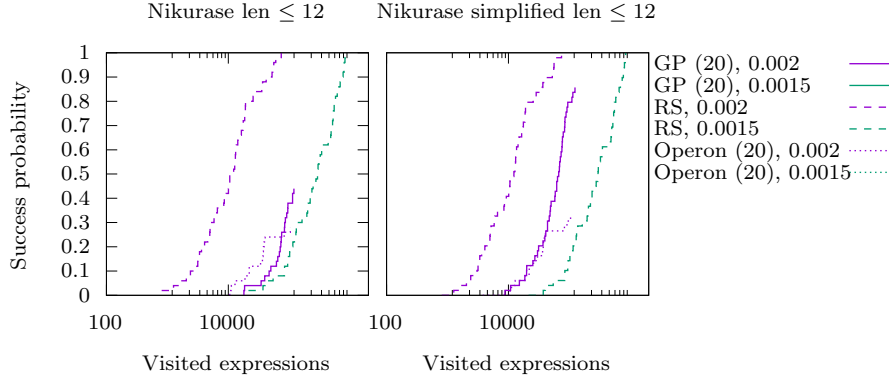 Nikurase len ≤ 12
Nikurase simplified len ≤ 12
Success probability
1
0.9
0.8
0.7
0.6
0.5
0.4
0.3
0.2
0.1
0
100
10000
100
10000
Visited expressions
Visited expressions
GP (20), 0.002
GP (20), 0.0015
RS, 0.002
RS, 0.0015
Operon (20), 0.002
Operon (20), 0.0015